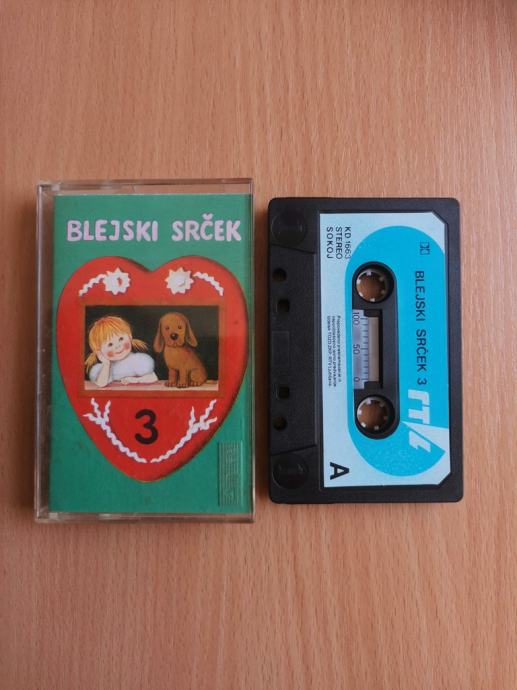 BLEJSKI SRČEK
3
KD 1663
STEREO
SOKOJ
BLEJSKI SRČEK 3
100 50 0
A